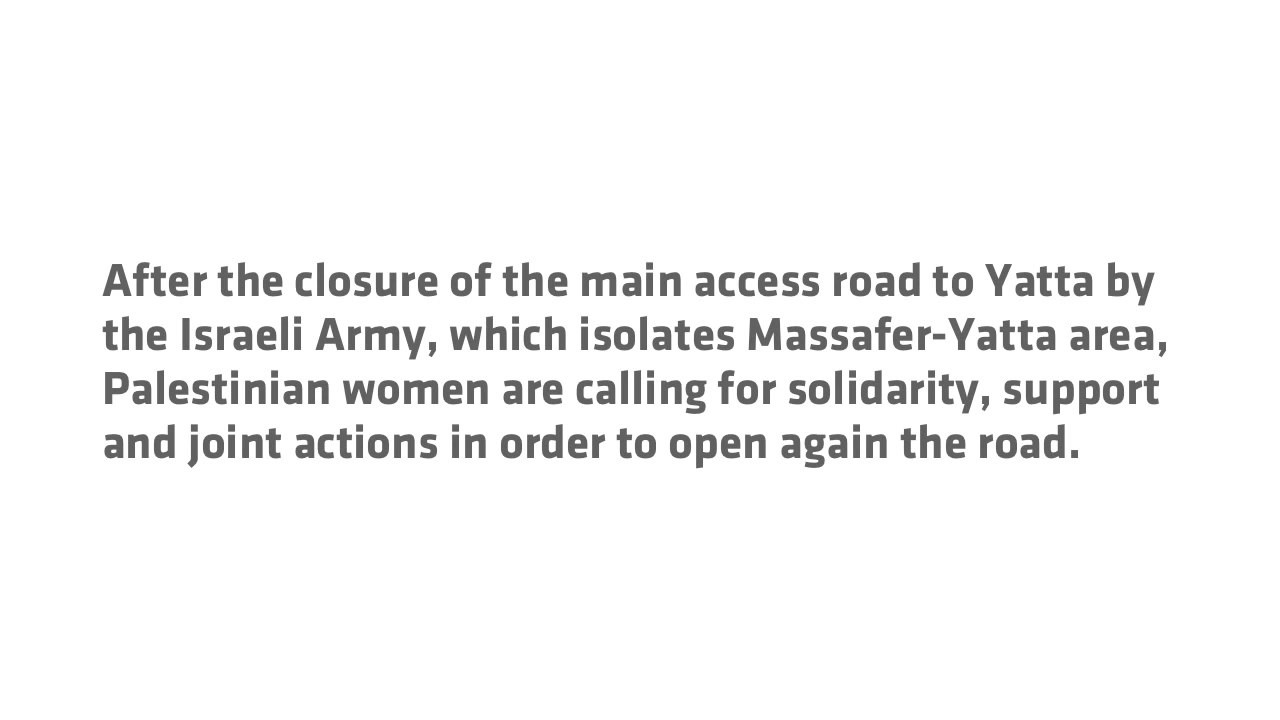 After the closure of the main access road to Yatta by
the Israeli Army, which isolates Massafer-Yatta area,
Palestinian women are calling for solidarity, support
and joint actions in order to open again the road.